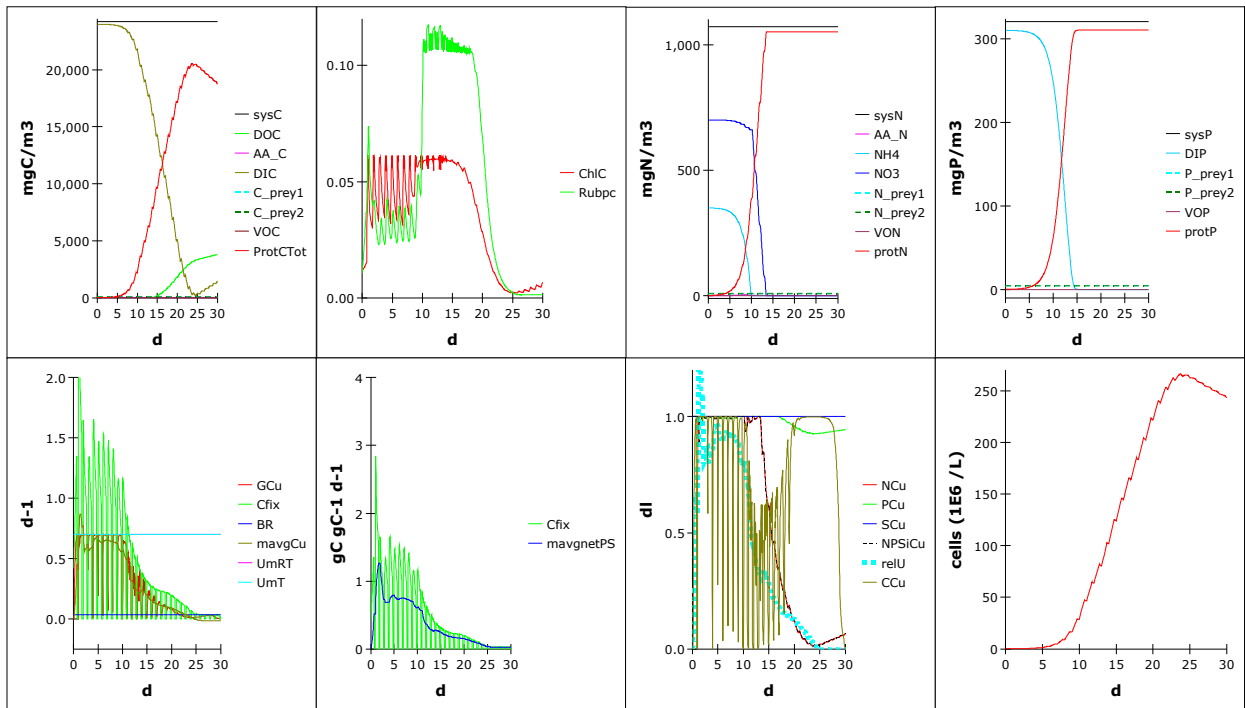 mgC/m3
20,000
15,000
10,000
5,000
0
0 5 10 15 20 25 30
d
sysC
DOC
AA_C
DIC
C_prey1
C_prey2
VOC
ProtCTot
0.10
0.05
0.00
0 10 20 30
d
ChlC
Rubpc
mgN/m3
1,000
500
0
0 5 10 15 20 25 30
d
sysN
AA_N
NH4
NO3
N_prey1
N_prey2
VON
protN
mgP/m3
300
200
100
0
0 5 10 15 20 25 30
d
sysP
DIP
P_prey1
P_prey2
VOP
protP
d-1
2.0
1.5
1.0
0.5
0.0
0 5 10 15 20 25 30
d
GCu
Cfix
BR
mavgCu
UmRT
UmT
gC gC-1 d-1
4
3
2
1
0
0 5 10 15 20 25 30
d
Cfix
mavgnetPS
dl
1.0
0.5
0.0
0 5 10 15 20 25 30
d
NCu
PCu
SCu
NPSiCu
relU
CCu
cells (1E6 /L)
250
200
150
100
50
0
0 5 10 15 20 25 30
d